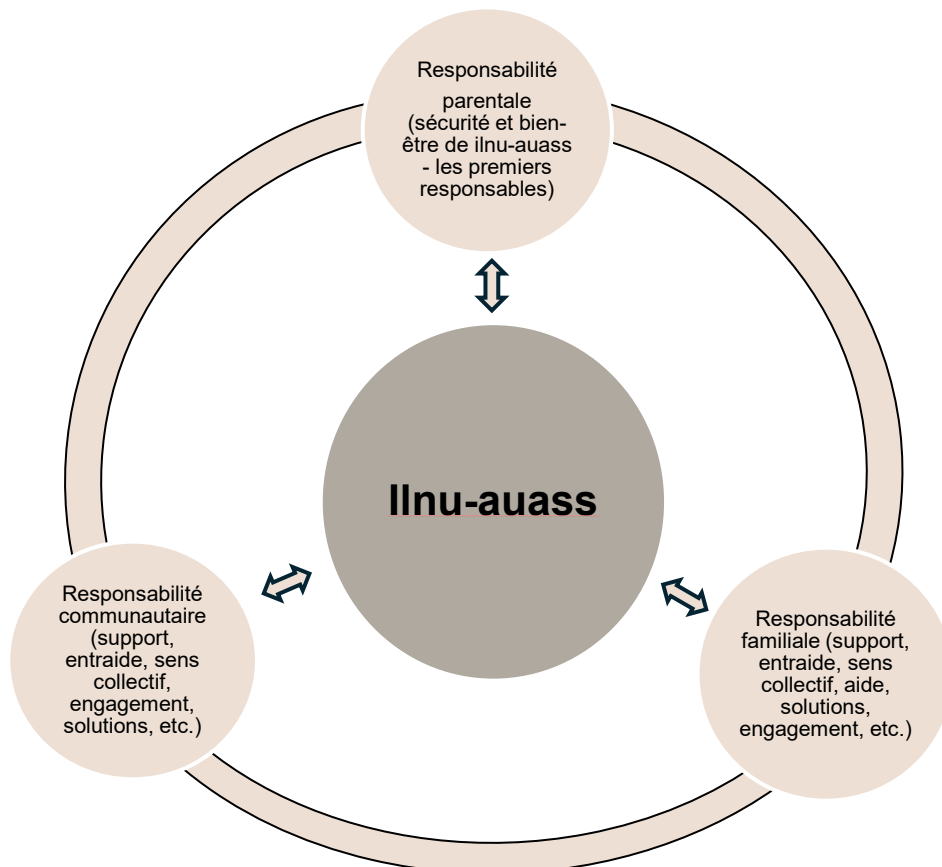 Responsabilité
parentale
(sécurité et bien-
être de ilnu-auass
- les premiers
responsables)
Ilnu-auass
Responsabilité
communautaire
(support,
entraide, sens
collectif,
engagement,
solutions, etc.)
Responsabilité
familiale (support,
entraide, sens
collectif, aide,
solutions,
engagement, etc.)